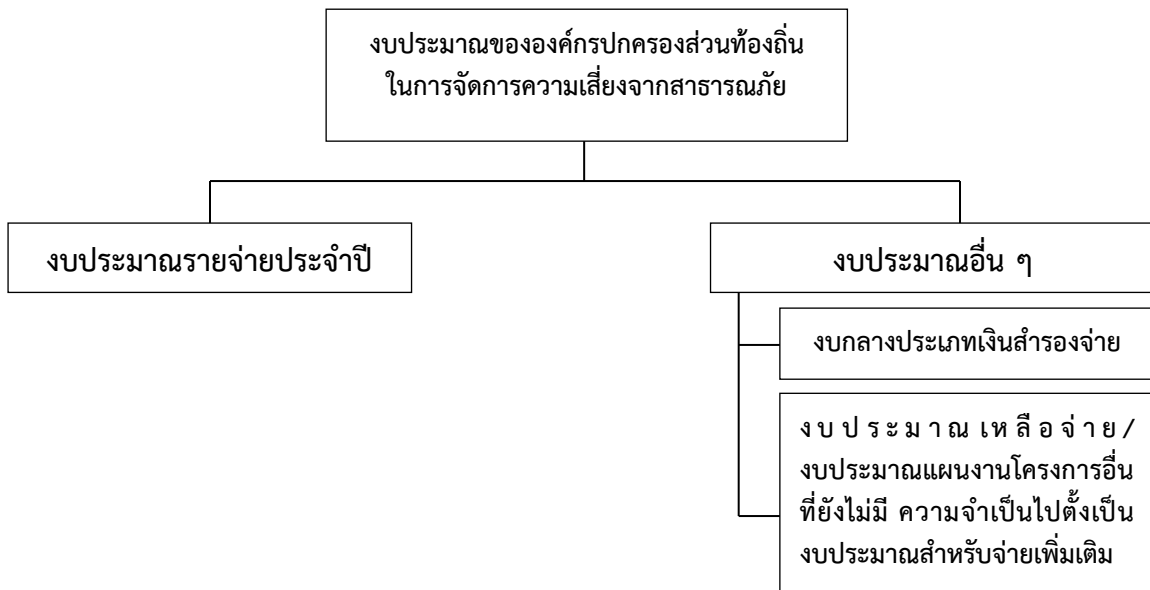 งบประมาณขององค์กรปกครองส่วนท้องถิ่น
ในการจัดการความเสี่ยงจากสาธารณภัย
งบประมาณรายจ่ายประจำปี
งบประมาณอื่น ๆ
งบกลางประเภทเงินสำรองจ่าย
งบประมาณเหลือจ่าย/
งบประมาณแผนงานโครงการอื่น
ที่ยังไม่มี ความจำเป็นไปตั้งเป็น
งบประมาณสำหรับจ่ายเพิ่มเติม